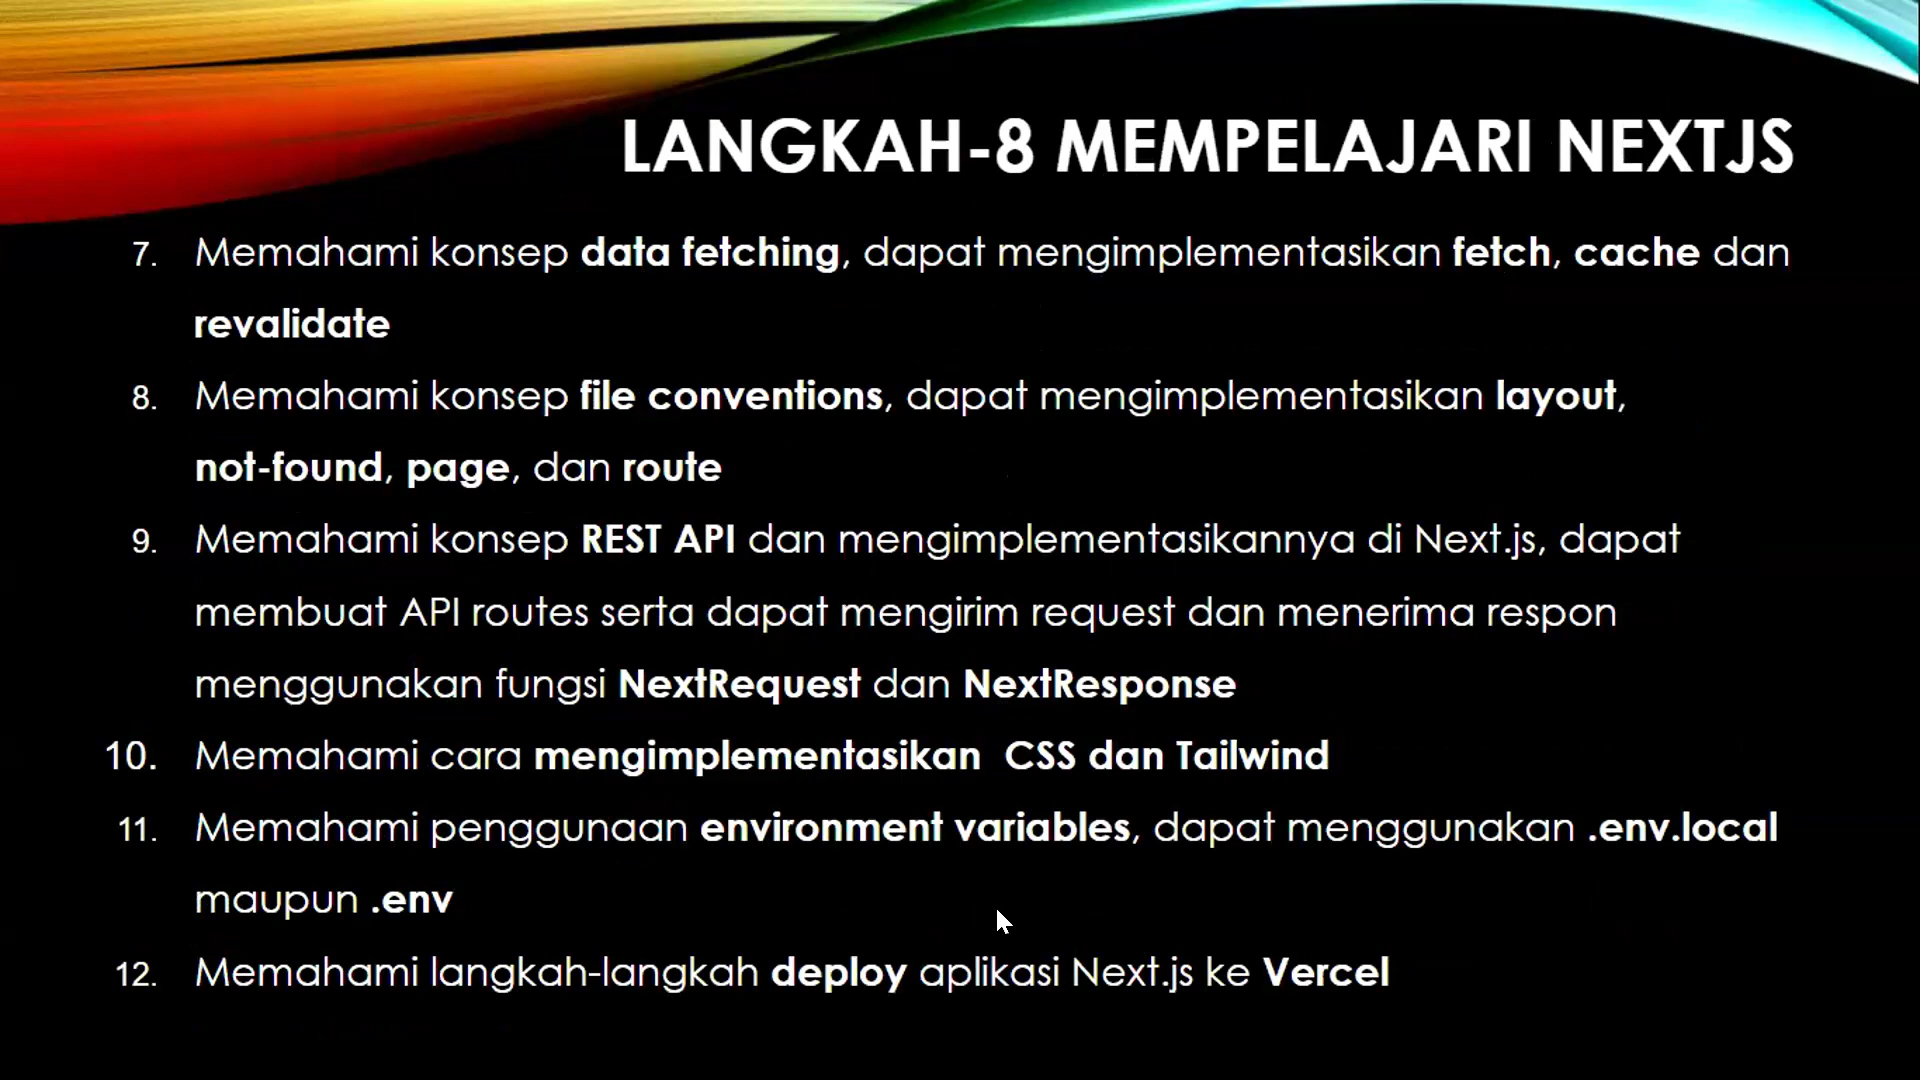 LANGKAH-8 MEMPELAJARI NEXTJS
7. Memahami konsep data fetching, dapat mengimplementasikan fetch, cache dan
revalidate
8. Memahami konsep file conventions, dapat mengimplementasikan layout,
not-found, page, dan route
9. Memahami konsep REST API dan mengimplementasikannya di Next.js, dapat
membuat API routes serta dapat mengirim request dan menerima respon
menggunakan fungsi NextRequest dan NextResponse
10. Memahami cara mengimplementasikan  CSS dan Tailwind
11. Memahami penggunaan environment variables, dapat menggunakan .env.local
maupun .env
12. Memahami langkah-langkah deploy aplikasi Next.js ke Vercel